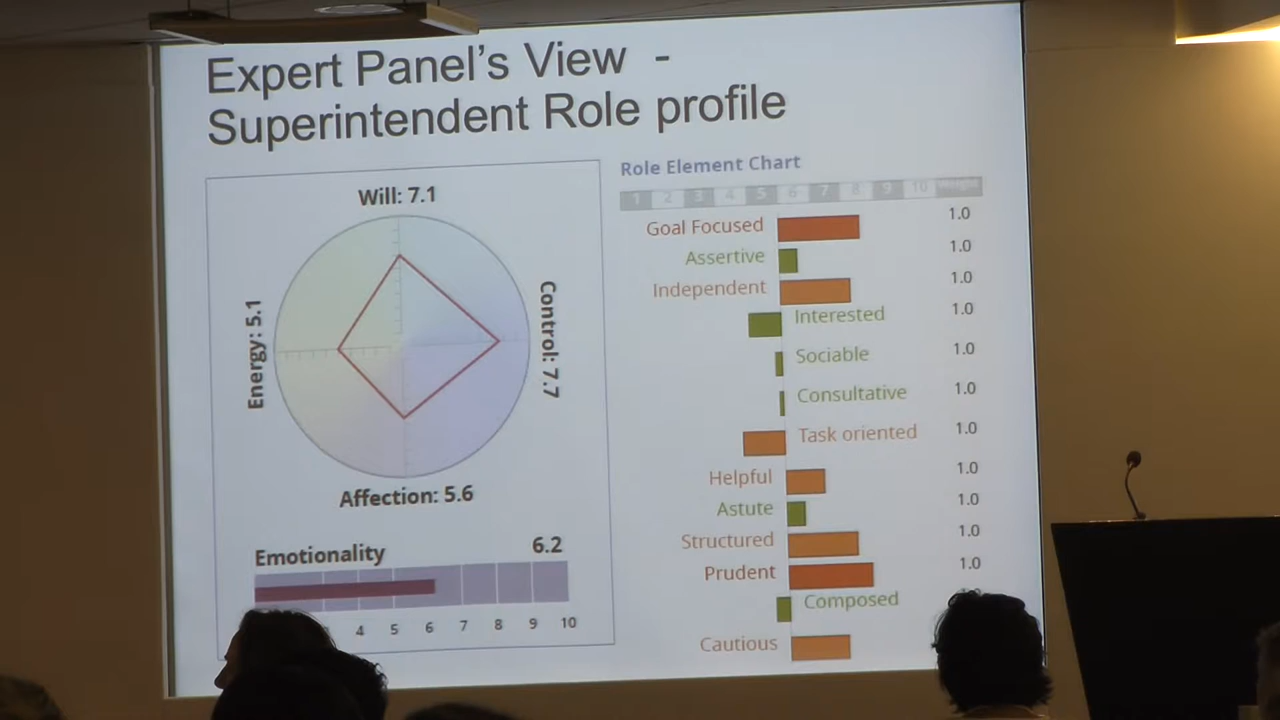 Expert Panel's View -
Superintendent Role profile
Will: 7.1
Energy: 5.1
Control: 7.7
Affection: 5.6
Emotionality 6.2
4 5 6 7 8 9 10
Role Element Chart
1 2 3 4 5 6 7 8 9 10 Weight
Goal Focused 1.0
Assertive 1.0
Independent 1.0
Interested 1.0
Sociable 1.0
Consultative 1.0
Task oriented 1.0
Helpful 1.0
Astute 1.0
Structured 1.0
Prudent 1.0
Composed
Cautious